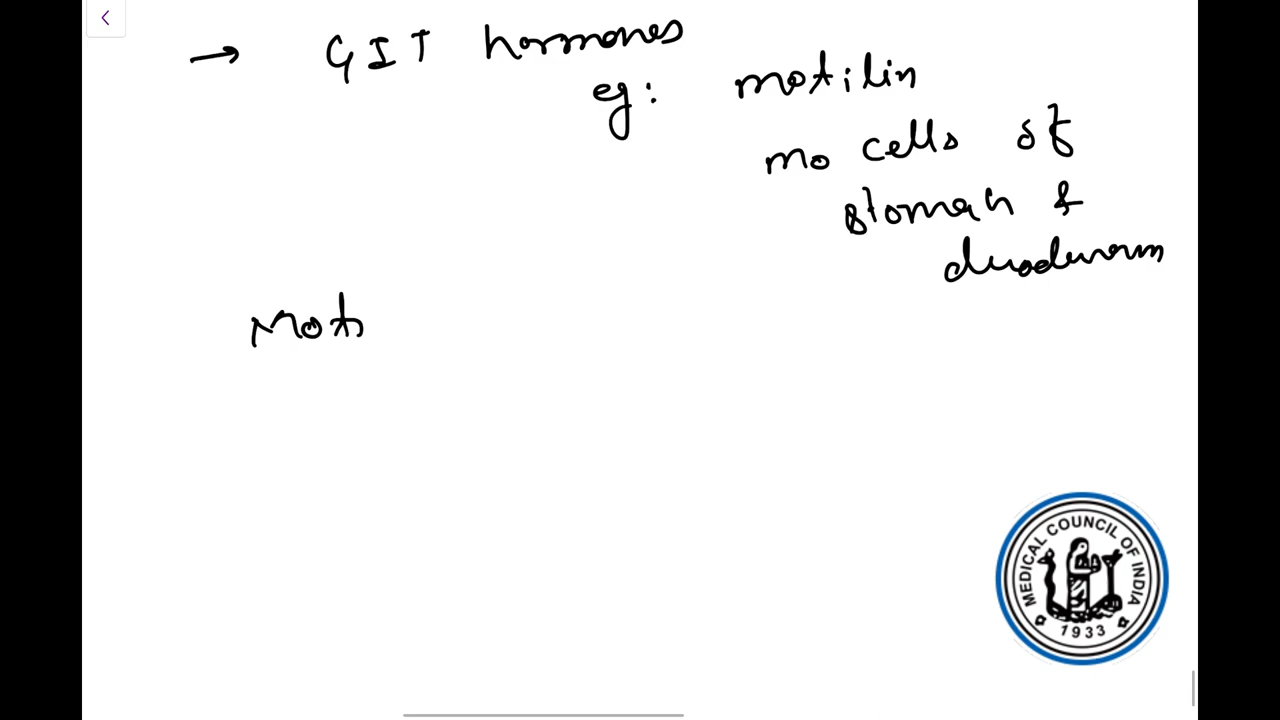 → GIT hormones
eg: motilin
mo cells of
stomach &
duodenum
Mot
MEDICAL COUNCIL OF INDIA
1933